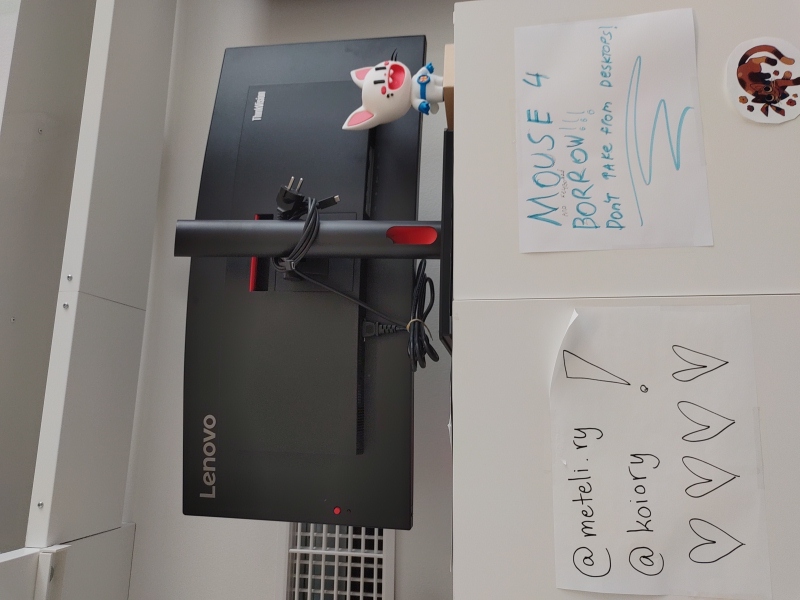 Lenovo
ThinkVision
@meteli.ry
@koiory
MOUSE 4
BORROW!!!
DON'T TAKE from DESKTOPS!